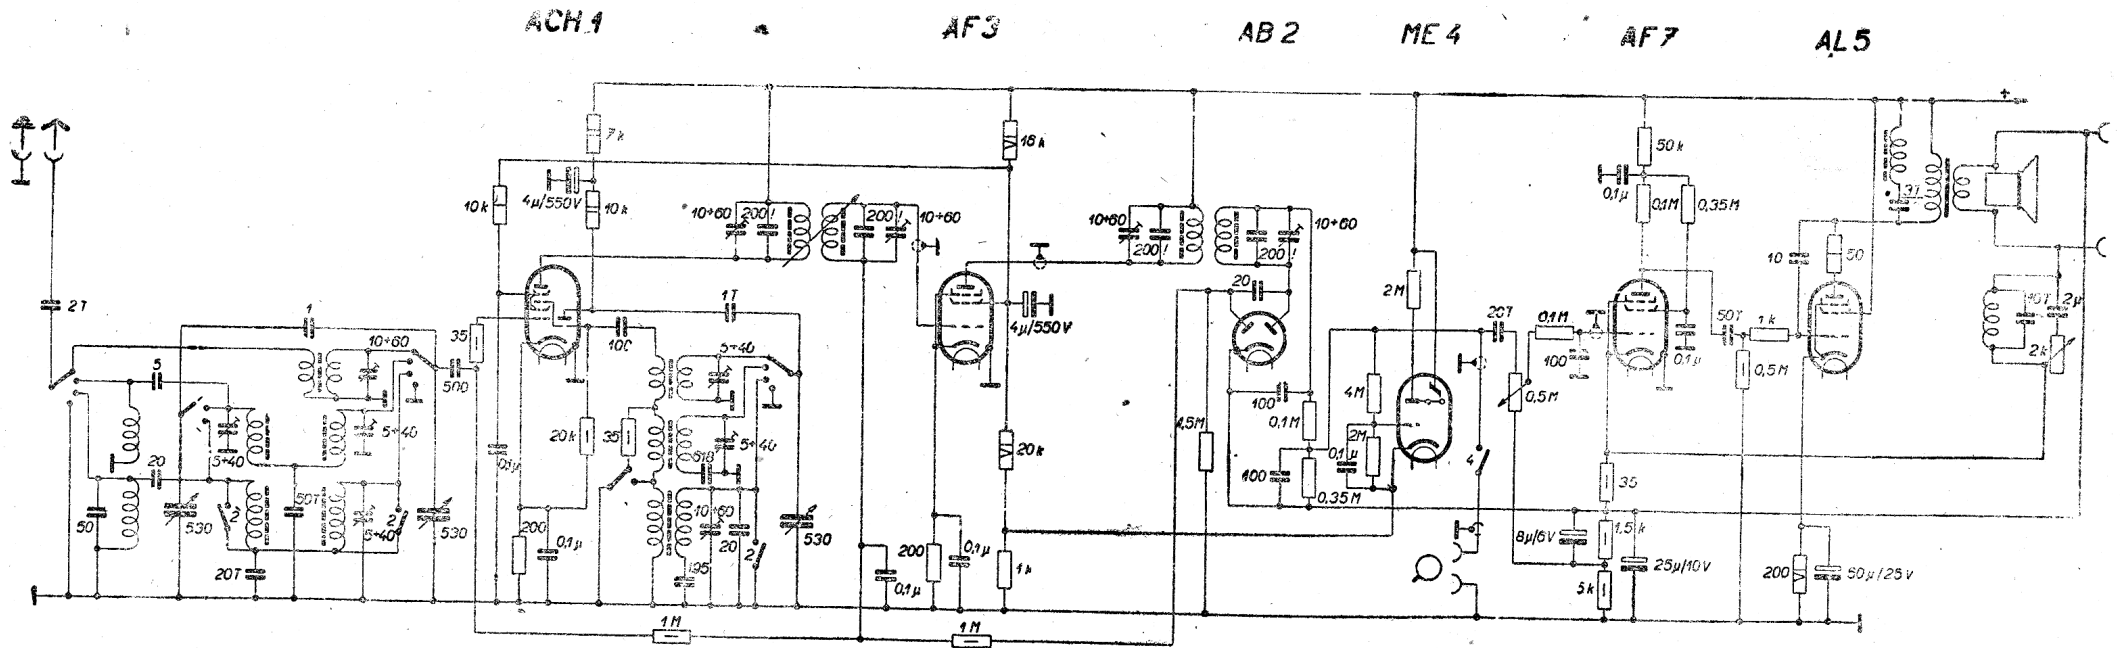 ACH 1
AF 3
AB 2
ME 4
AF 7
AL 5
+
7k
16k
50k
4µ/550V
10k
10k
10÷60
200!
200!
10÷60
10÷60
200!
200!
10÷60
0,1µ
0,1M
0,35M
3T
2T
1
35
100
1T
4µ/550V
20
2M
20T
0,1M
100
50T
1k
10
50
10T
2µ
2k
5
10÷60
500
5÷40
0,1µ
0,5M
0,5M
1
5÷40
5÷40
20k
35
5÷40
100
0,1M
4M
2M
0,1µ
4
20
0,1µ
20k
100
0,35M
35
50
530
2
50T
5÷40
2
530
200
0,1µ
10÷60
20
2
530
200
0,1µ
1k
8µ/6V
1,5k
25µ/10V
200
50µ/25V
20T
195
0,1µ
5k
1M
1M